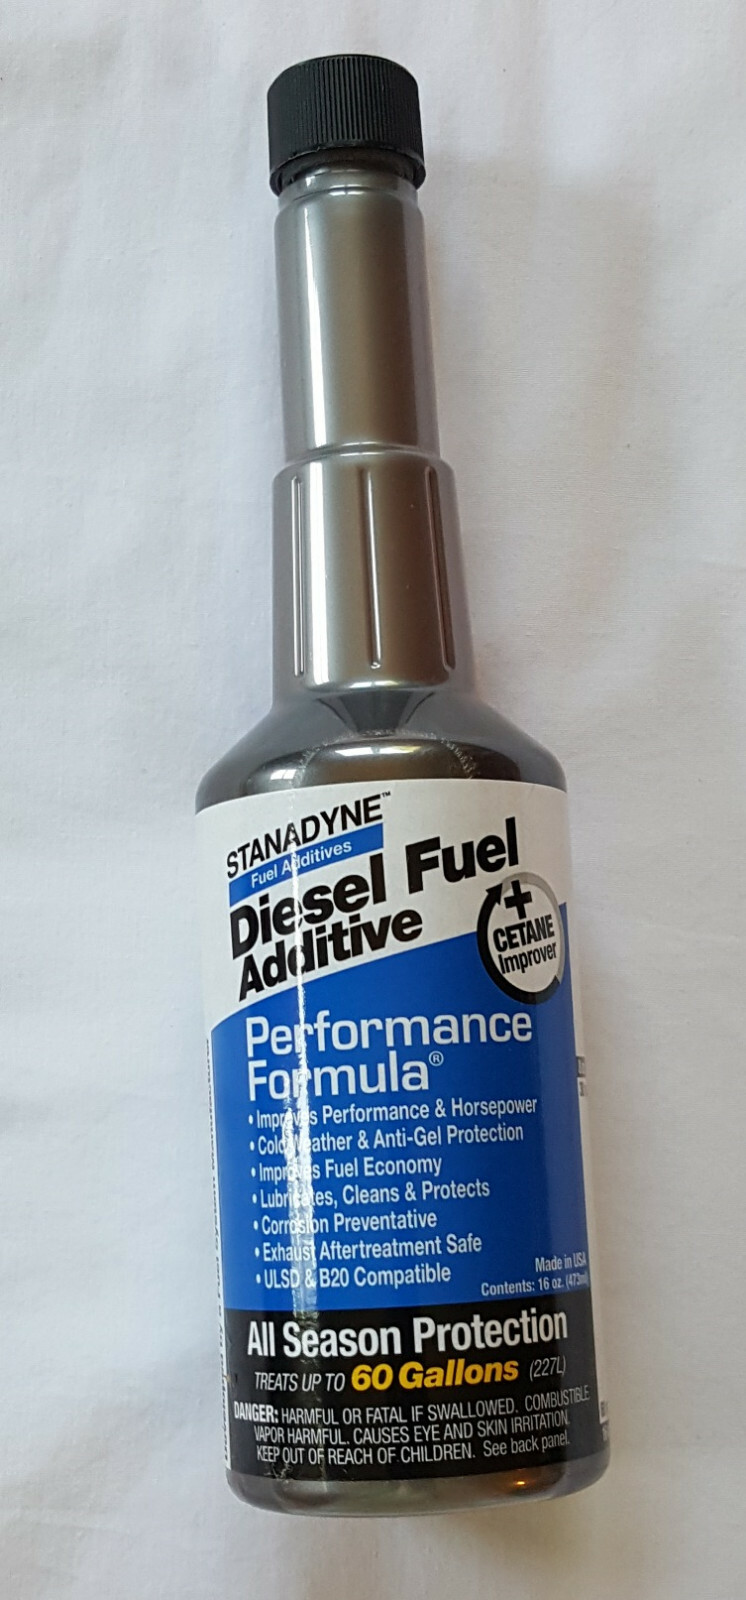 STANADYNE™
Fuel Additives
Diesel Fuel
Additive
+
CETANE
Improver
Performance
Formula®
• Improves Performance & Horsepower
• Cold Weather & Anti-Gel Protection
• Improves Fuel Economy
• Lubricates, Cleans & Protects
• Corrosion Preventative
• Exhaust Aftertreatment Safe
• ULSD & B20 Compatible
Made in USA
Contents: 16 oz. (473ml)
All Season Protection
TREATS UP TO 60 Gallons (227L)
DANGER: HARMFUL OR FATAL IF SWALLOWED. COMBUSTIBLE.
VAPOR HARMFUL. CAUSES EYE AND SKIN IRRITATION.
KEEP OUT OF REACH OF CHILDREN. See back panel.